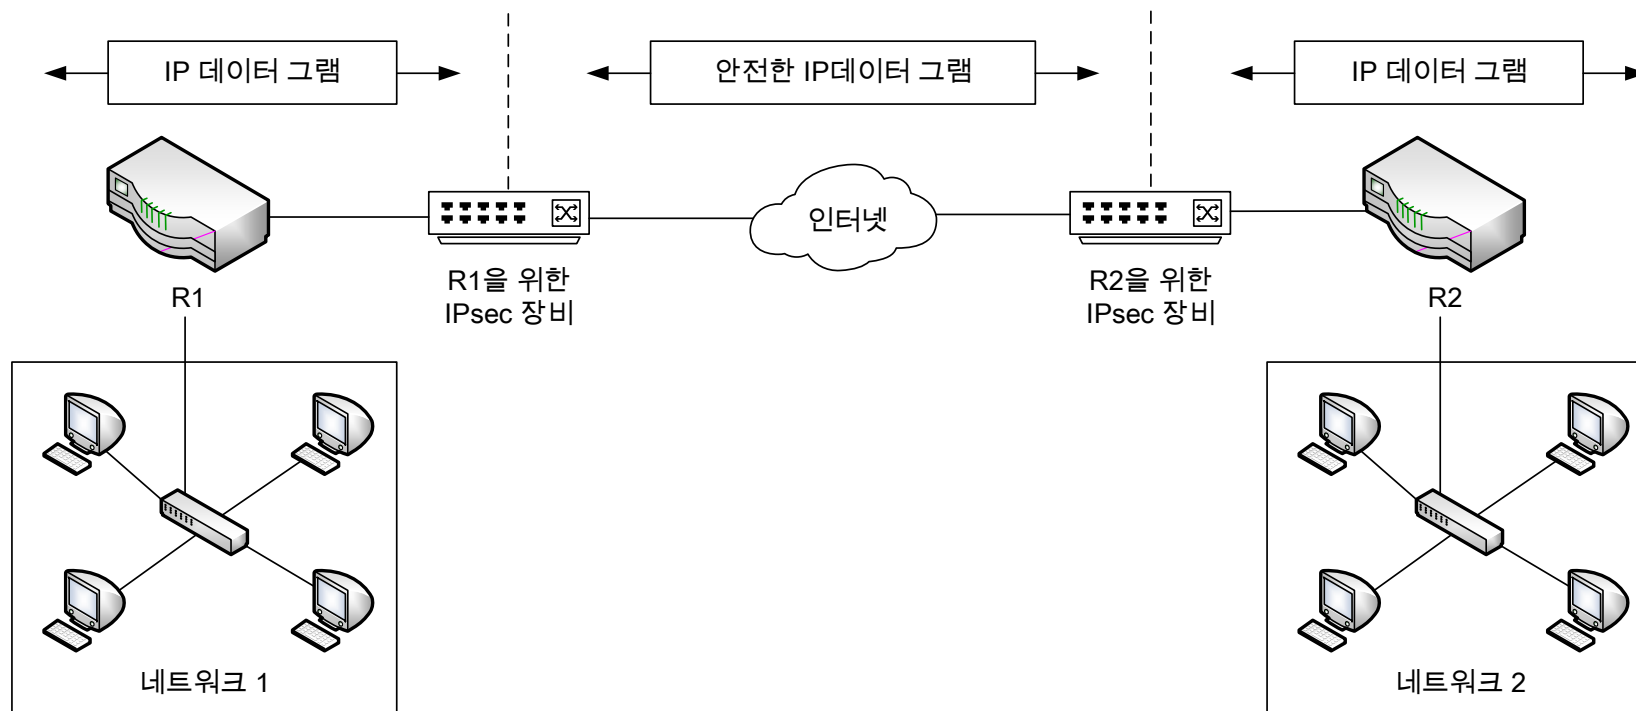 IP 데이터 그램
안전한 IP데이터 그램
IP 데이터 그램
인터넷
R1을 위한
IPsec 장비
R2을 위한
IPsec 장비
R1
R2
네트워크 1
네트워크 2